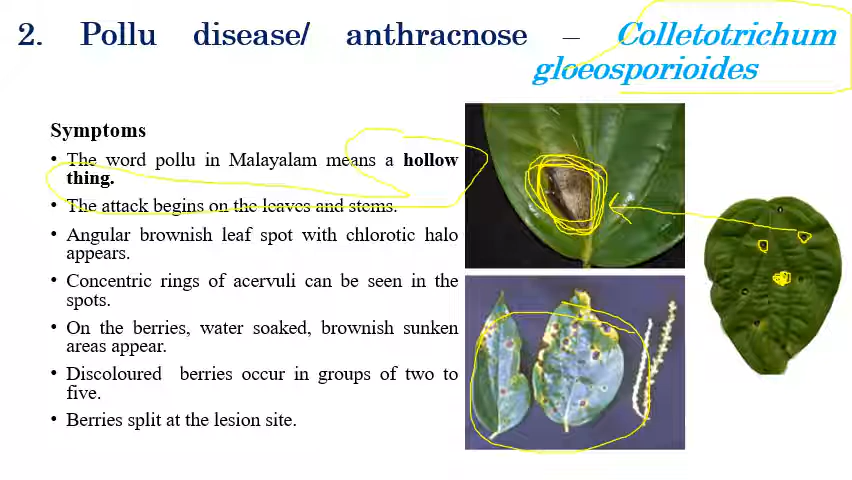 2. Pollu disease/ anthracnose – Colletotrichum
gloeosporioides
Symptoms
• The word pollu in Malayalam means a hollow
thing.
• The attack begins on the leaves and stems.
• Angular brownish leaf spot with chlorotic halo
appears.
• Concentric rings of acervuli can be seen in the
spots.
• On the berries, water soaked, brownish sunken
areas appear.
• Discoloured berries occur in groups of two to
five.
• Berries split at the lesion site.